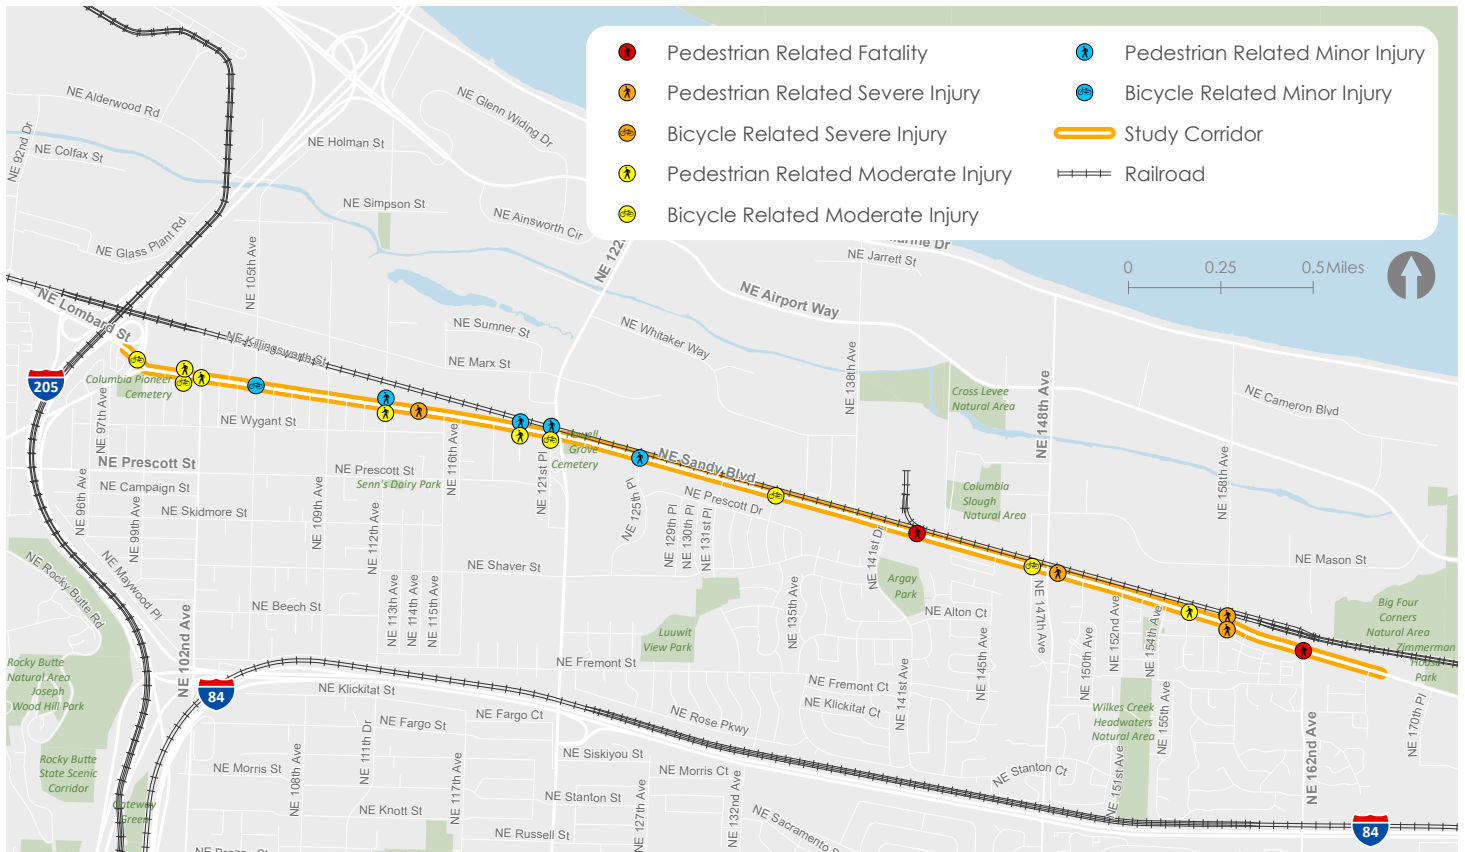 Pedestrian Related Fatality
Pedestrian Related Severe Injury
Bicycle Related Severe Injury
Pedestrian Related Moderate Injury
Bicycle Related Moderate Injury
Pedestrian Related Minor Injury
Bicycle Related Minor Injury
Study Corridor
Railroad
0
0.25
0.5 Miles
NE Alderwood Rd
NE 92nd Dr
NE Colfax St
NE Glenn Widing Dr
NE Holman St
NE Simpson St
NE Ainsworth Cir
NE Glass Plant Rd
NE 105th Ave
NE 122
NE Jarrett St
NE Airport Way
NE Lombard St
NE Killingsworth St
NE Sumner St
NE Whitaker Way
NE Marx St
NE 138th Ave
205
Columbia Pioneer
Cemetery
Cross Levee
Natural Area
NE 148th Ave
NE Cameron Blvd
NE 97th Ave
NE Wygant St
NE 116th Ave
NE 121st Pl
Grove
Cemetery
NE Sandy Blvd
NE Prescott St
NE Prescott St
Senn's Dairy Park
NE Campaign St
NE 96th Ave
NE 99th Ave
NE Skidmore St
NE 109th Ave
NE 112th Ave
NE 125th Pl
NE Prescott Dr
NE 129th Pl
NE 130th Pl
NE 131st Pl
NE 141st Dr
Columbia
Slough
Natural Area
NE 158th Ave
NE Mason St
NE Rocky Butte Rd
NE Maywood Pl
NE Shaver St
NE Beech St
NE 113th Ave
NE 114th Ave
NE 115th Ave
NE 135th Ave
Argay
Park
NE Alton Ct
NE 147th Ave
NE 152nd Ave
NE 154th Ave
Big Four
Corners
Natural Area
Zimmerman
House
Park
Luuwit
View Park
NE 102nd Ave
NE Fremont St
NE 145th Ave
NE 150th Ave
Rocky Butte
Natural Area
Joseph
Wood Hill Park
84
NE Klickitat St
NE Fremont Ct
NE Klickitat Ct
NE 141st Ave
Wilkes Creek
Headwaters
Natural Area
NE 155th Ave
NE 170th Pl
NE 162nd Ave
NE Fargo St
NE Fargo Ct
NE Rose Pkwy
NE 111th Dr
NE Siskiyou St
Rocky Butte
State Scenic
Corridor
NE Morris St
NE 108th Ave
NE Morris Ct
NE Stanton Ct
NE 151st Ave
NE 117th Ave
NE Stanton St
NE 127th Ave
NE 132nd Ave
Gateway
Green
NE Knott St
NE Russell St
NE Sacramento
84